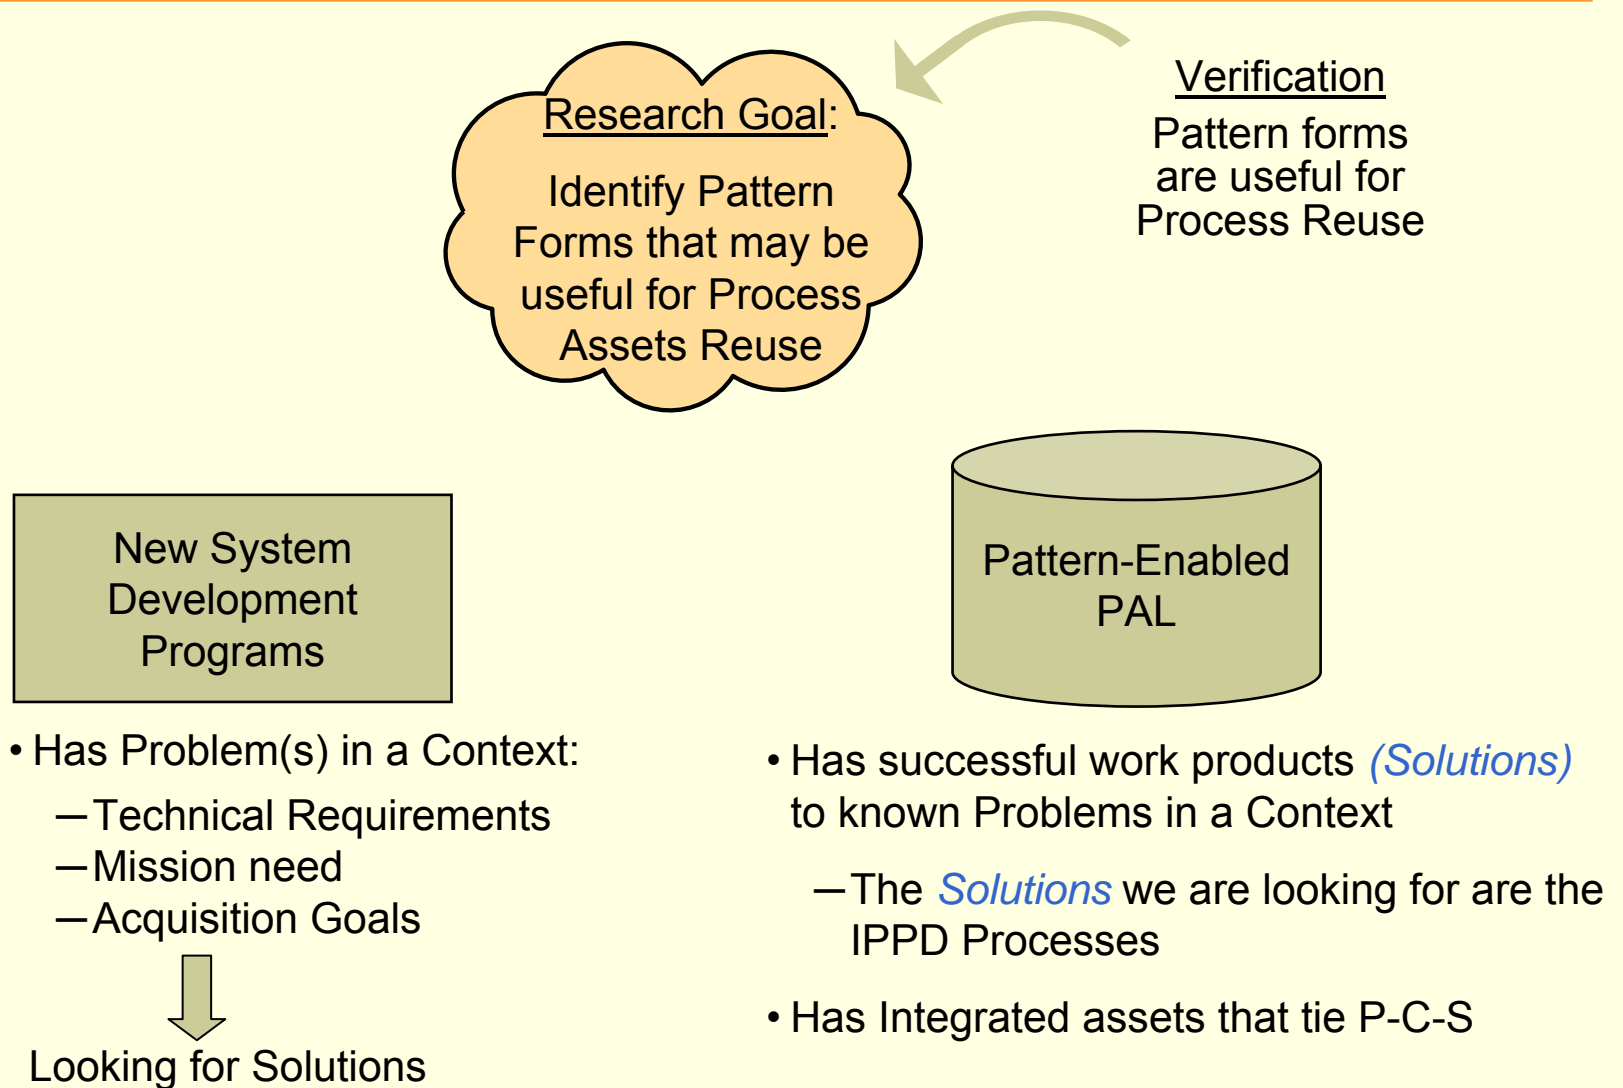 Research Goal:
Identify Pattern
Forms that may be
useful for Process
Assets Reuse
Verification
Pattern forms
are useful for
Process Reuse
New System
Development
Programs
Pattern-Enabled
PAL
• Has Problem(s) in a Context:
—Technical Requirements
—Mission need
—Acquisition Goals
Looking for Solutions
• Has successful work products (Solutions)
to known Problems in a Context
—The Solutions we are looking for are the
IPPD Processes
• Has Integrated assets that tie P-C-S